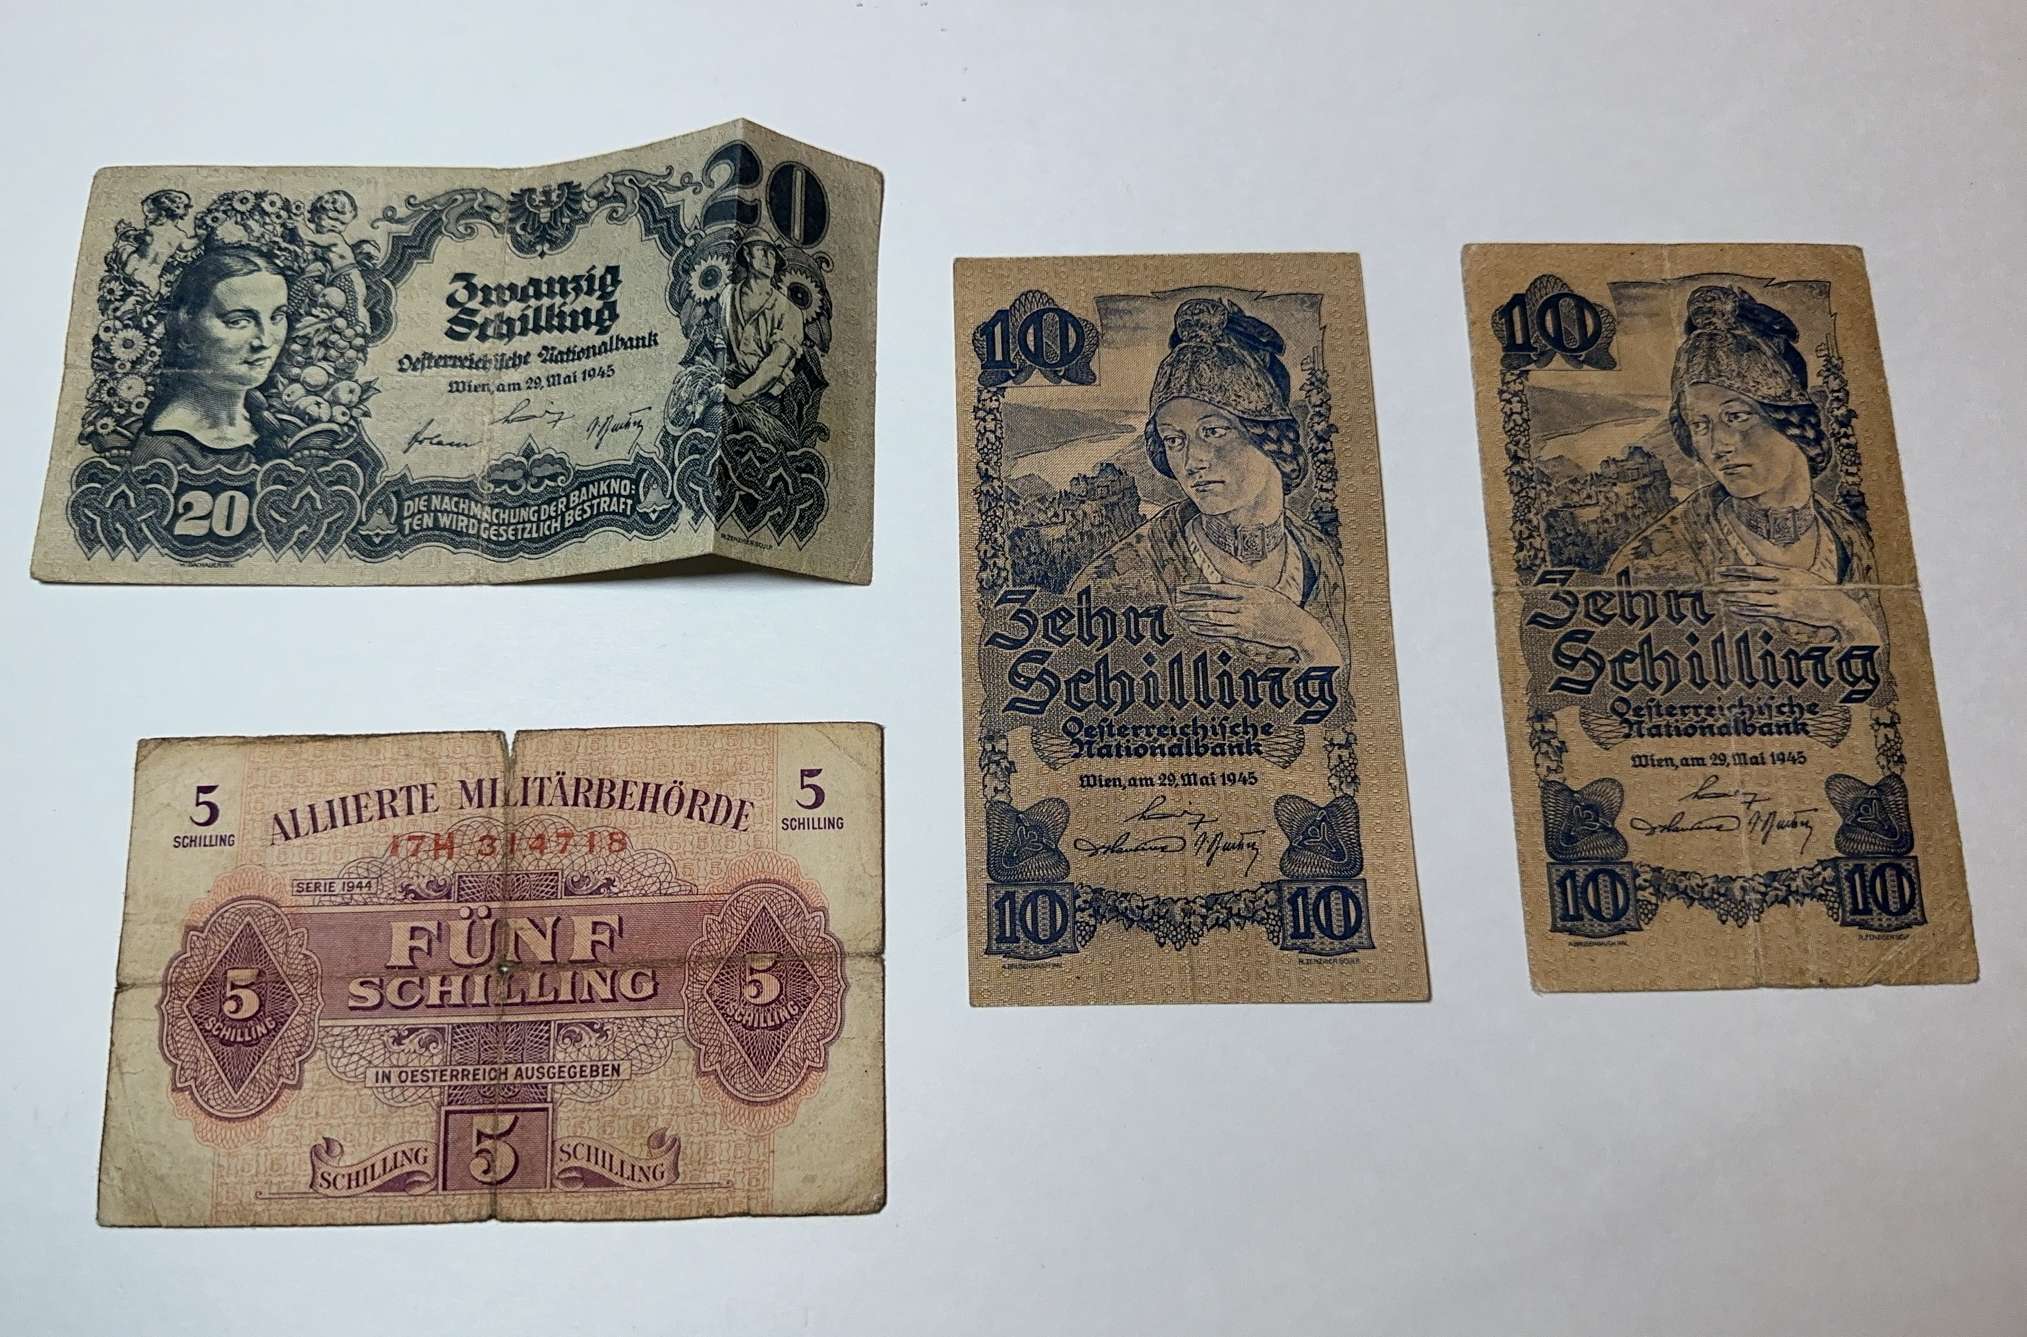 20
Zwanzig
Schilling
Oesterreichische Nationalbank
Wien, am 29. Mai 1945
20
DIE NACHMACHUNG DER BANKNO:
TEN WIRD GESETZLICH BESTRAFT
R. ZENZIGER SCULP.
5
SCHILLING
ALLIIERTE MILITÄRBEHÖRDE
5
SCHILLING
17H 314718
SERIE 1944
FÜNF
SCHILLING
5
SCHILLING
5
SCHILLING
IN OESTERREICH AUSGEGEBEN
SCHILLING
5
SCHILLING
10
Zehn
Schilling
Oesterreichische
Nationalbank
Wien, am 29. Mai 1945
10
10
10
Zehn
Schilling
Oesterreichische
Nationalbank
Wien, am 29. Mai 1945
10
10